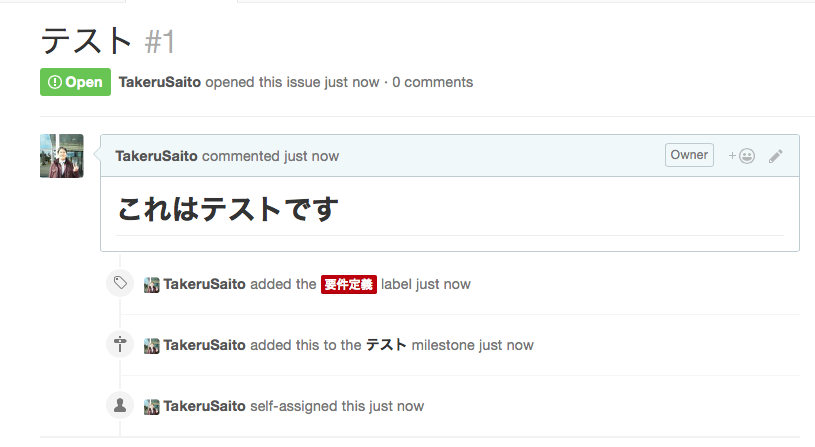 テスト #1
Open TakeruSaito opened this issue just now · 0 comments
TakeruSaito commented just now Owner +
これはテストです
TakeruSaito added the 要件定義 label just now
TakeruSaito added this to the テスト milestone just now
TakeruSaito self-assigned this just now